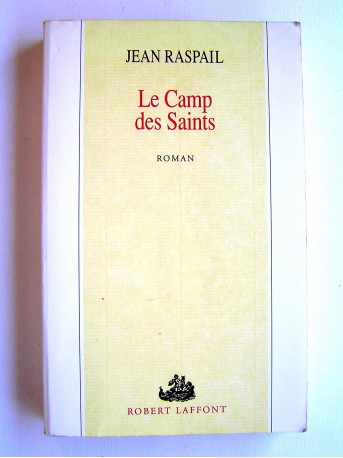 JEAN RASPAIL
Le Camp
des Saints
ROMAN
ROBERT LAFFONT